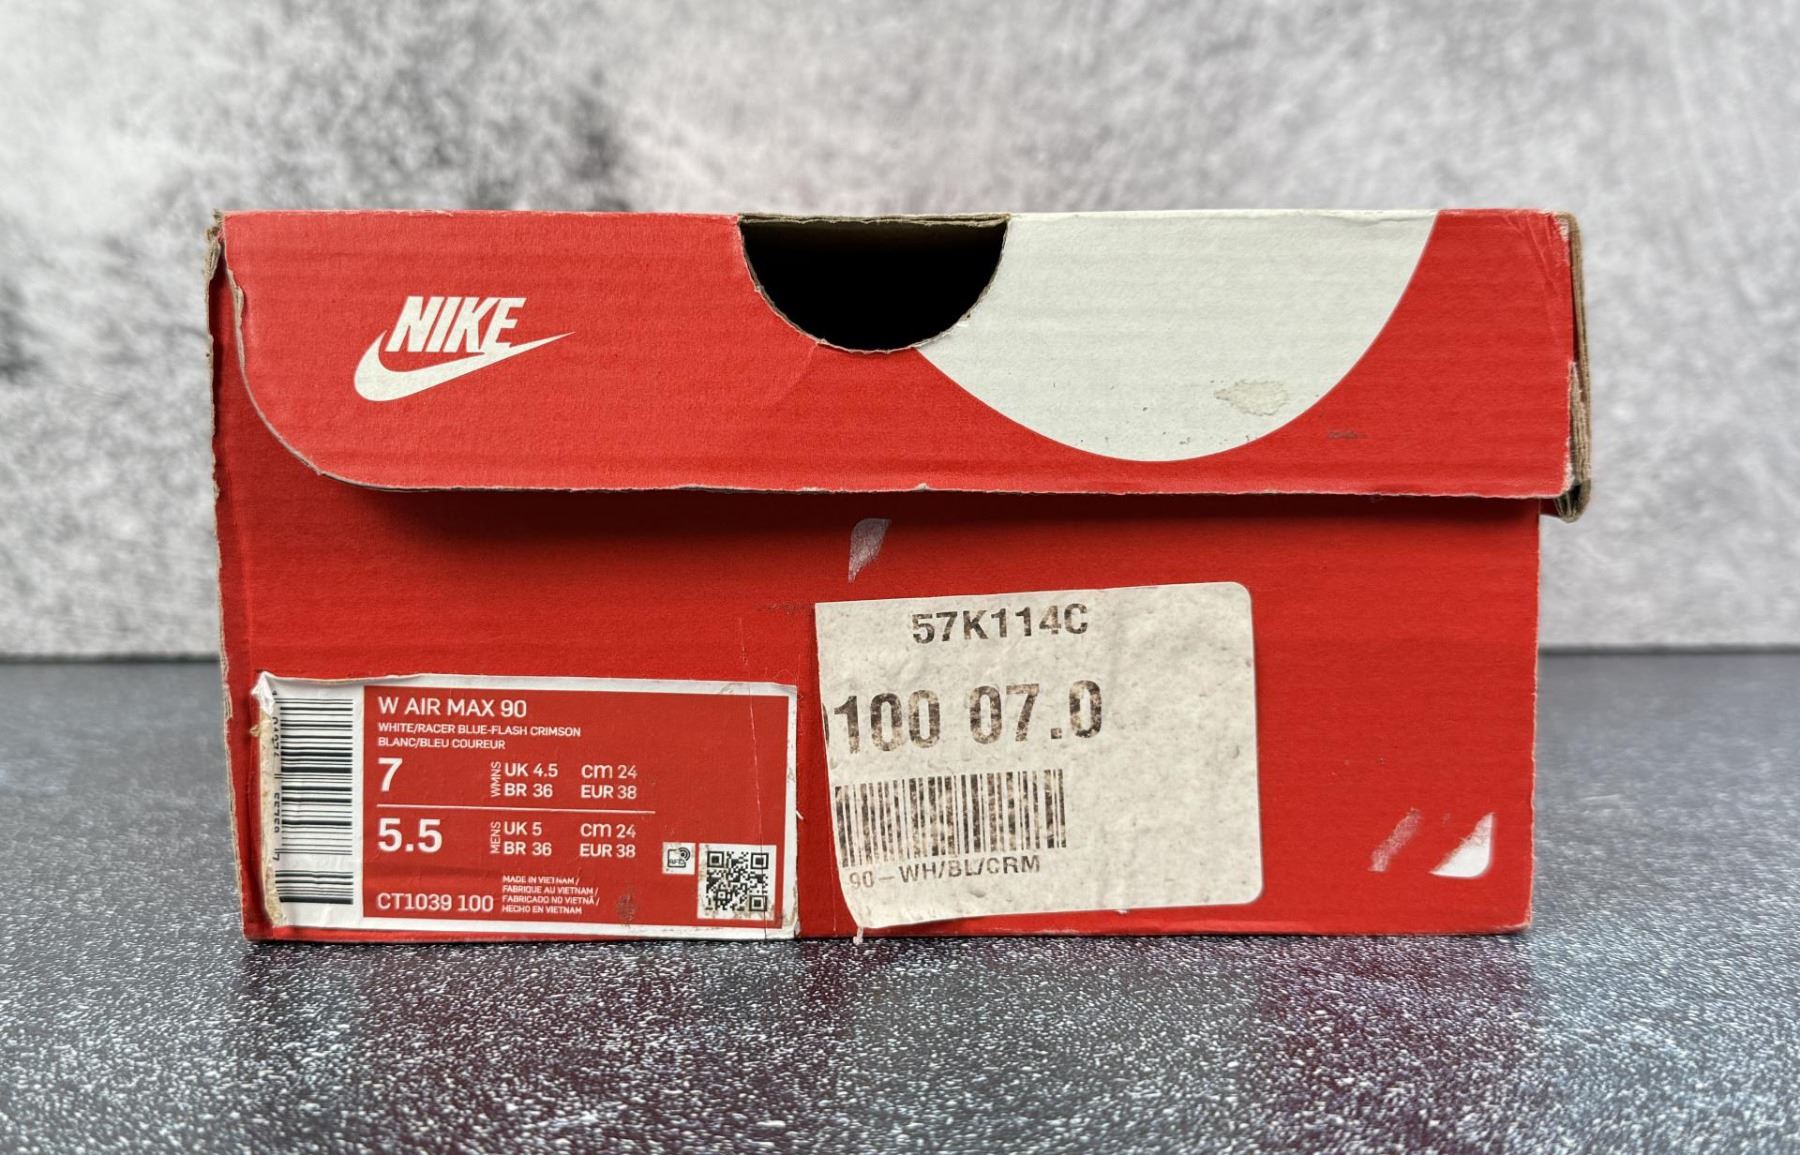 NIKE
57K114C
100 07.0
90-WH/BL/CRM
W AIR MAX 90
WHITE/RACER BLUE-FLASH CRIMSON
BLANC/BLEU COUREUR
7 WMNS UK 4.5 cm 24
BR 36 EUR 38
5.5 MENS UK 5 cm 24
BR 36 EUR 38
CT1039 100
MADE IN VIETNAM /
FABRIQUE AU VIETNAM /
FABRICADO NO VIETNÃ /
HECHO EN VIETNAM